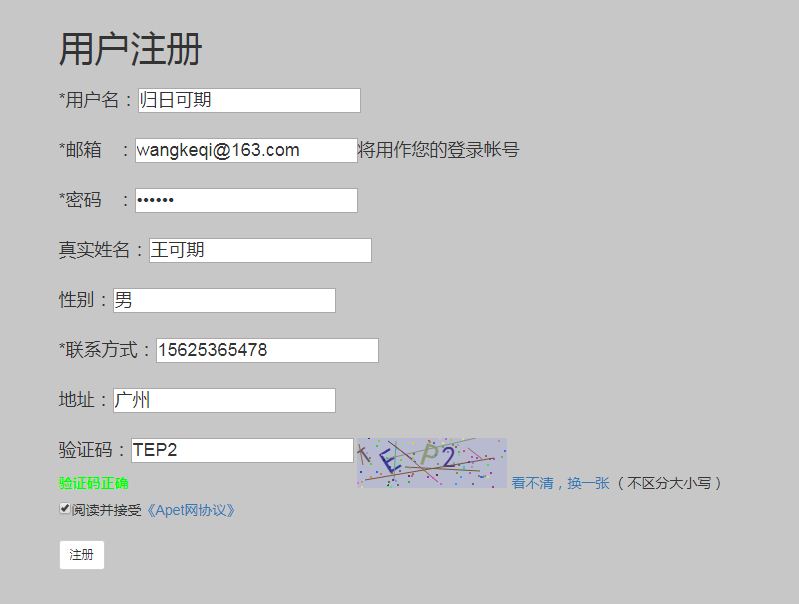 用户注册
*用户名：归日可期
*邮箱　：wangkeqi@163.com将用作您的登录帐号
*密码　：••••••
真实姓名：王可期
性别：男
*联系方式：15625365478
地址：广州
验证码：TEP2 TEP2 看不清，换一张（不区分大小写）
验证码正确
阅读并接受《Apet网协议》
注册